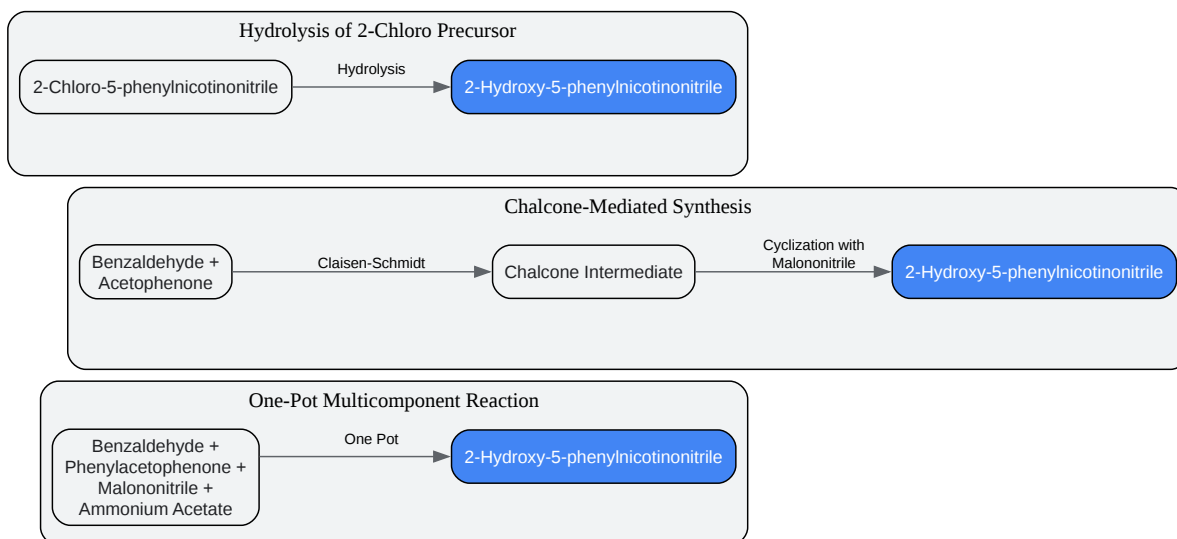 Hydrolysis of 2-Chloro Precursor
2-Chloro-5-phenylnicotinonitrile
Hydrolysis
2-Hydroxy-5-phenylnicotinonitrile
Chalcone-Mediated Synthesis
Benzaldehyde +
Acetophenone
Claisen-Schmidt
Chalcone Intermediate
Cyclization with
Malononitrile
2-Hydroxy-5-phenylnicotinonitrile
One-Pot Multicomponent Reaction
Benzaldehyde +
Phenylacetophenone +
Malononitrile +
Ammonium Acetate
One Pot
2-Hydroxy-5-phenylnicotinonitrile